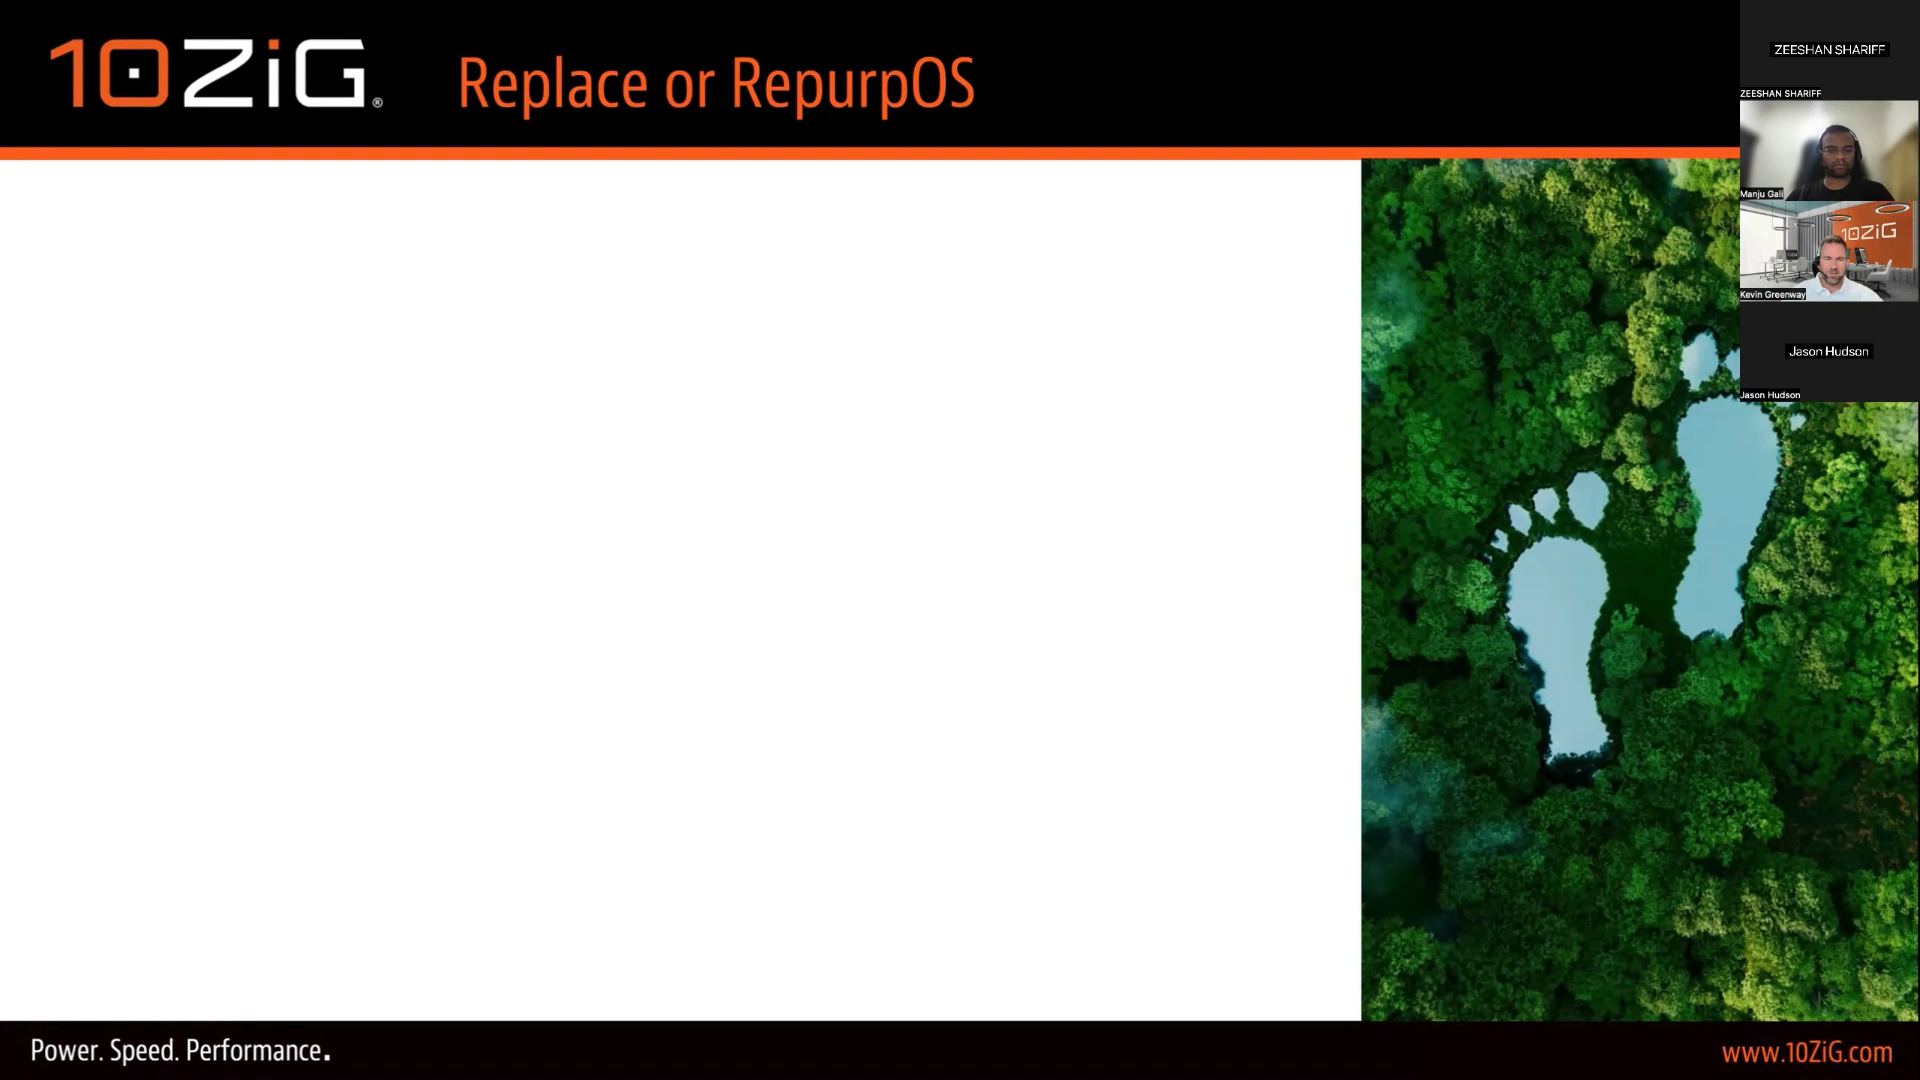 10ZiG®
Replace or RepurpOS
ZEESHAN SHARIFF
ZEESHAN SHARIFF
Manju Gali
10ZiG
Kevin Greenway
Jason Hudson
Jason Hudson
Power. Speed. Performance.
www.10ZiG.com